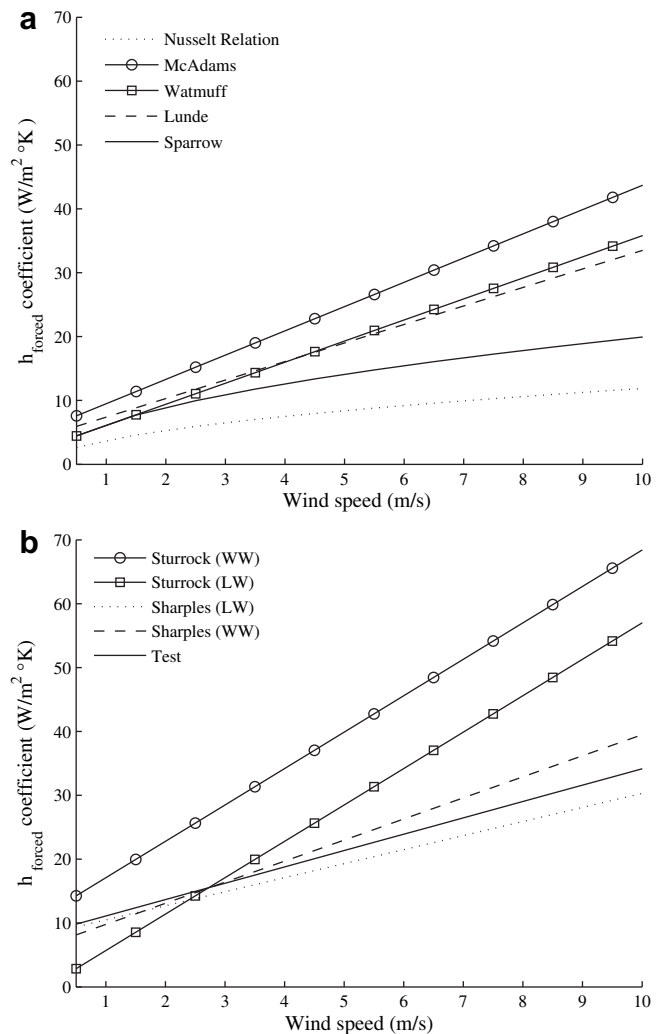 a
70
60
50
40
30
20
10
0
h_forced coefficient (W/m² °K )
Nusselt Relation
McAdams
Watmuff
Lunde
Sparrow
1 2 3 4 5 6 7 8 9 10
Wind speed (m/s)
b
70
60
50
40
30
20
10
0
h_forced coefficient (W/m² °K)
Sturrock (WW)
Sturrock (LW)
Sharples (LW)
Sharples (WW)
Test
1 2 3 4 5 6 7 8 9 10
Wind speed (m/s)